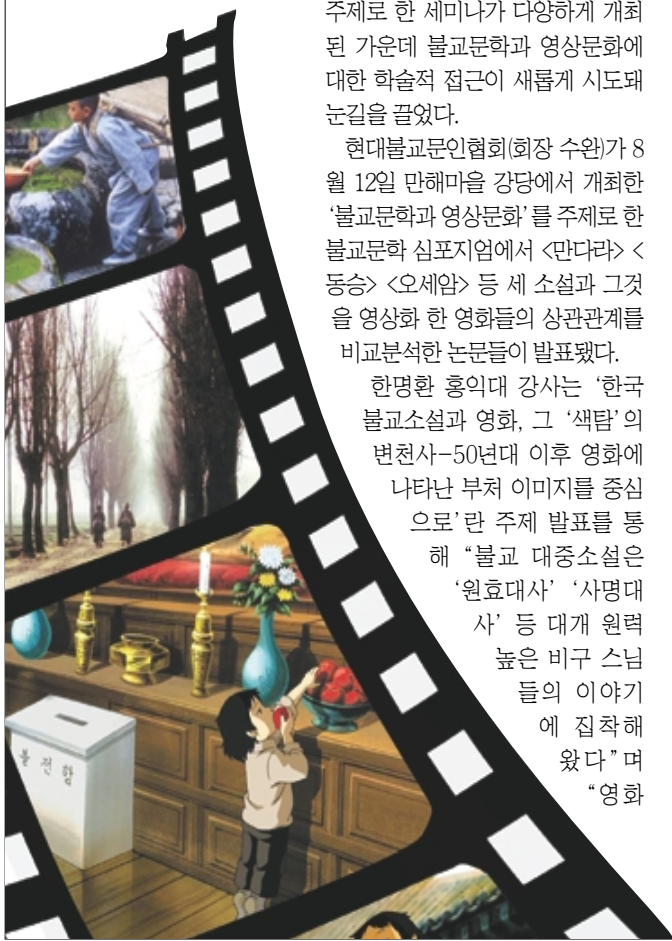 주제로 한 세미나가 다양하게 개최
된 가운데 불교문학과 영상문화에
대한 학술적 접근이 새롭게 시도돼
눈길을 끌었다.
현대불교문인협회(회장 수완)가 8
월 12일 만해마을 강당에서 개최한
‘불교문학과 영상문화’를 주제로 한
불교문학 심포지엄에서 <만다라> <
동승> <오세암> 등 세 소설과 그것
을 영상화 한 영화들의 상관관계를
비교분석한 논문들이 발표됐다.
한명환 홍익대 강사는 ‘한국
불교소설과 영화, 그 ‘색탐’의
변천사-50년대 이후 영화에
나타난 부처 이미지를 중심
으로’란 주제 발표를 통
해 “불교 대중소설은
‘원효대사’ ‘사명대
사’ 등 대개 원력
높은 비구 스님
들의 이야기
에 집착해
왔다”며
“영화
불전함